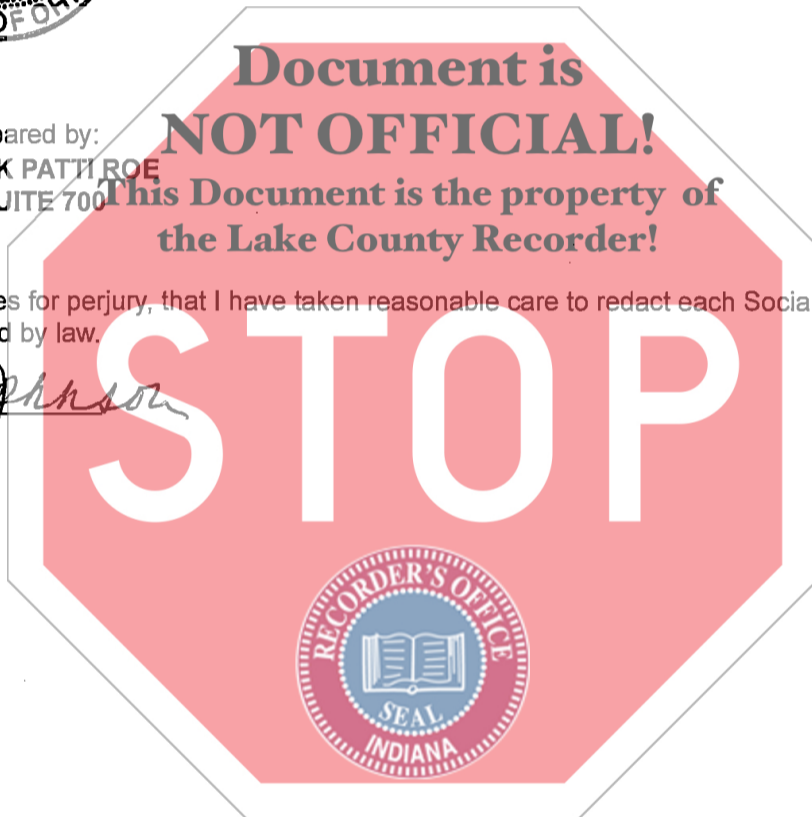 OF OH
Document is
NOT OFFICIAL!
pared by:
K PATTI ROE
UITE 700
This Document is the property of
the Lake County Recorder!
es for perjury, that I have taken reasonable care to redact each Socia
d by law.
STOP
RECORDER'S OFFICE
SEAL
INDIANA